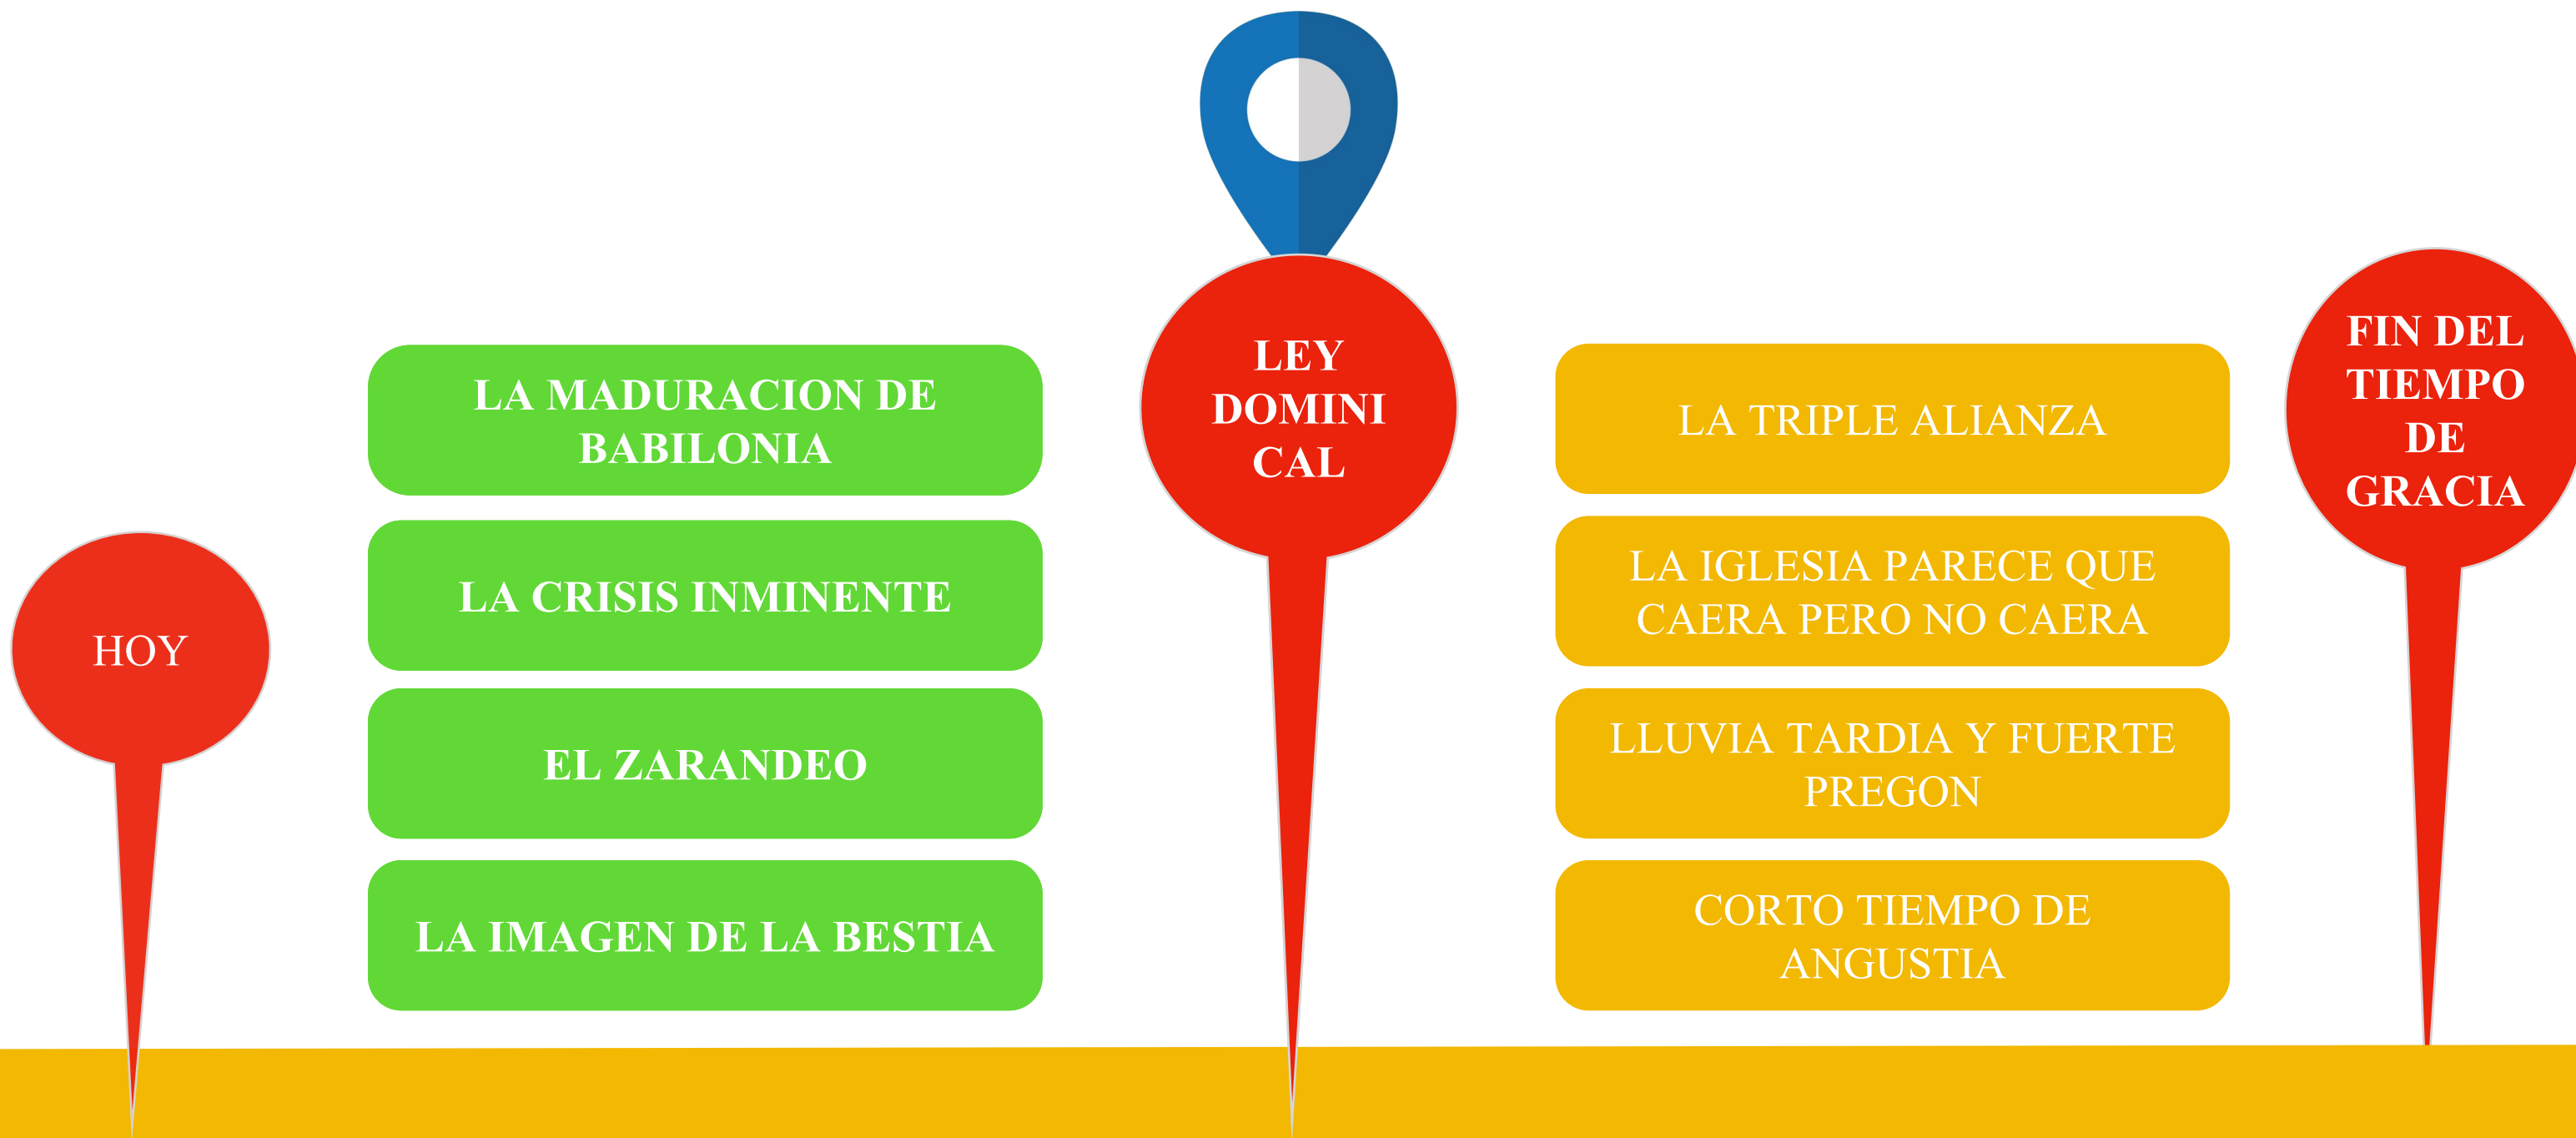 HOY
LA MADURACION DE
BABILONIA
LA CRISIS INMINENTE
EL ZARANDEO
LA IMAGEN DE LA BESTIA
LEY
DOMINI
CAL
LA TRIPLE ALIANZA
LA IGLESIA PARECE QUE
CAERA PERO NO CAERA
LLUVIA TARDIA Y FUERTE
PREGON
CORTO TIEMPO DE
ANGUSTIA
FIN DEL
TIEMPO
DE
GRACIA